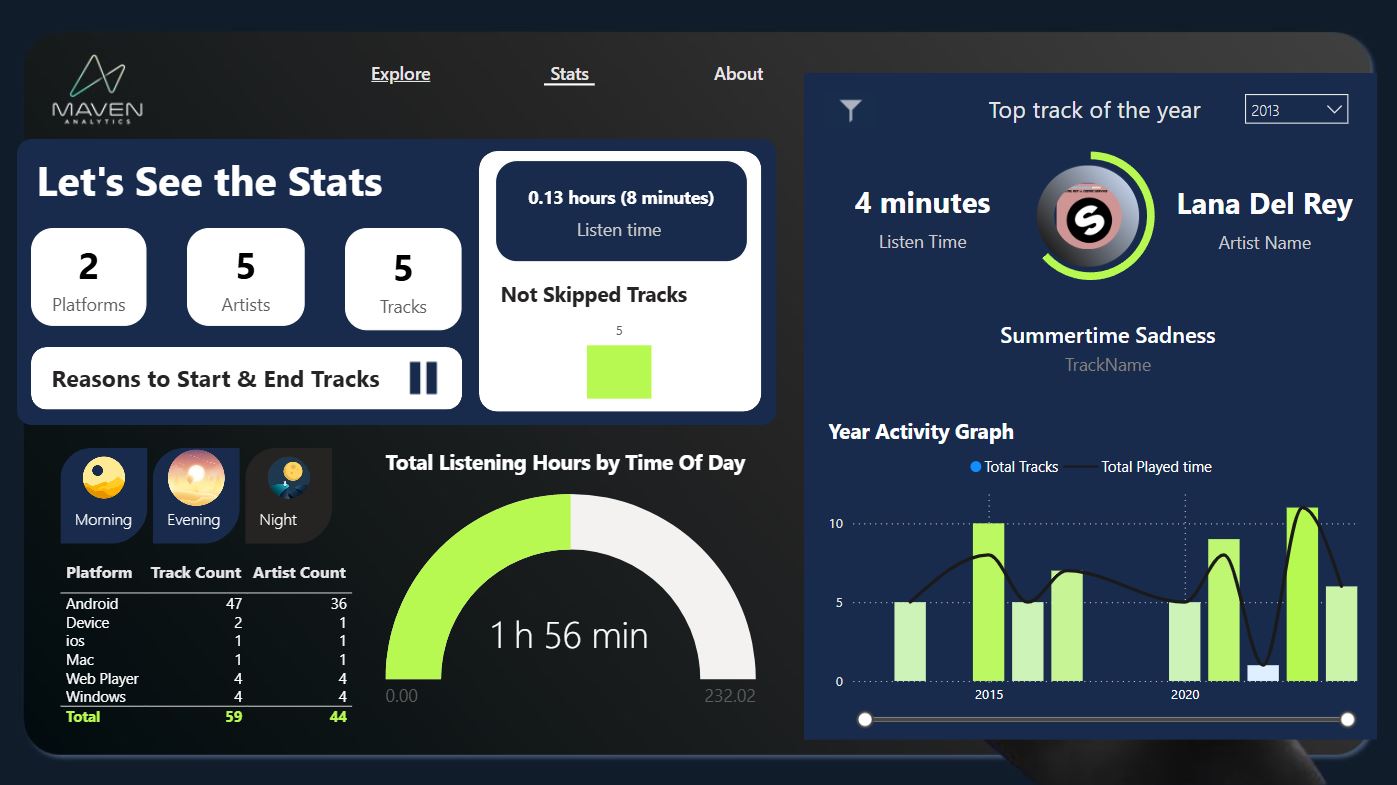 MAVEN
ANALYTICS
Explore
Stats
About
Let's See the Stats
2
Platforms
5
Artists
5
Tracks
Reasons to Start & End Tracks
0.13 hours (8 minutes)
Listen time
Not Skipped Tracks
5
Morning
Evening
Night
Platform Track Count Artist Count
Android 47 36
Device 2 1
ios 1 1
Mac 1 1
Web Player 4 4
Windows 4 4
Total 59 44
Total Listening Hours by Time Of Day
1 h 56 min
0.00
232.02
Top track of the year
2013
4 minutes
Listen Time
Lana Del Rey
Artist Name
Summertime Sadness
TrackName
Year Activity Graph
Total Tracks
Total Played time
10
5
0
2015
2020